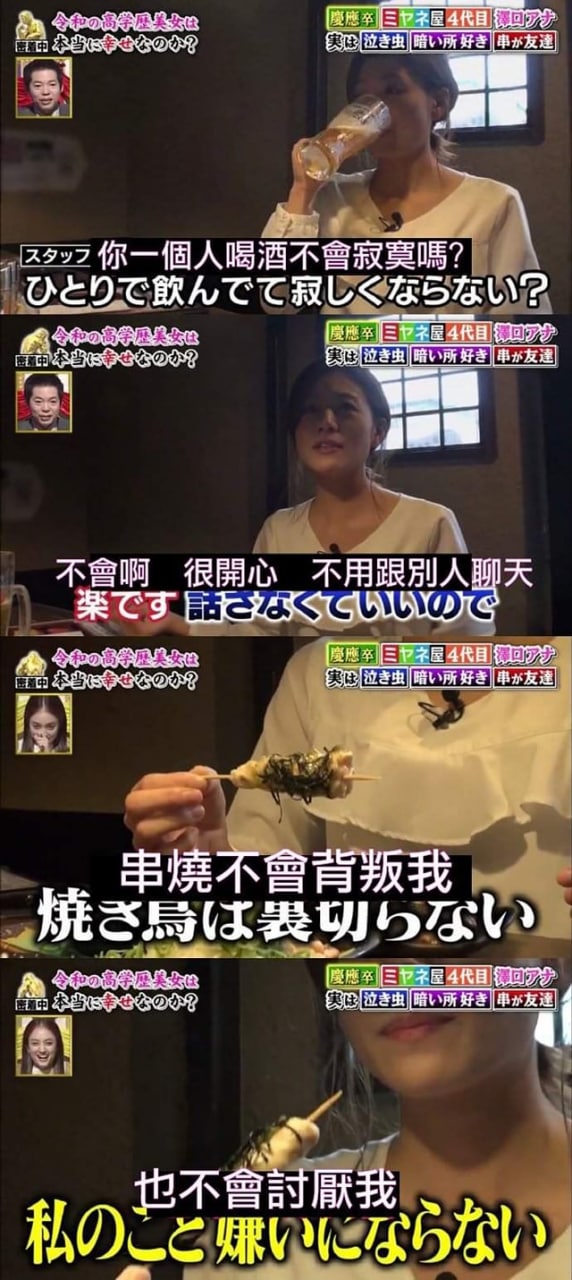 令和の高学歴美女は
本当に幸せなのか?
密着中
慶應卒 ミヤネ屋 4代目 澤口アナ
実は 泣き虫 暗い所好き 串が友達
スタッフ 你一個人喝酒不會寂寞嗎?
ひとりで飲んでて寂しくならない?
令和の高学歴美女は
本当に幸せなのか?
密着中
慶應卒 ミヤネ屋 4代目 澤口アナ
実は 泣き虫 暗い所好き 串が友達
不會啊 很開心 不用跟別人聊天
楽です 話さなくていいので
令和の高学歴美女は
本当に幸せなのか?
密着中
慶應卒 ミヤネ屋 4代目 澤口アナ
実は 泣き虫 暗い所好き 串が友達
串燒不會背叛我
焼き鳥は裏切らない
令和の高学歴美女は
本当に幸せなのか?
密着中
慶應卒 ミヤネ屋 4代目 澤口アナ
実は 泣き虫 暗い所好き 串が友達
也不會討厭我
私のこと嫌いにならない